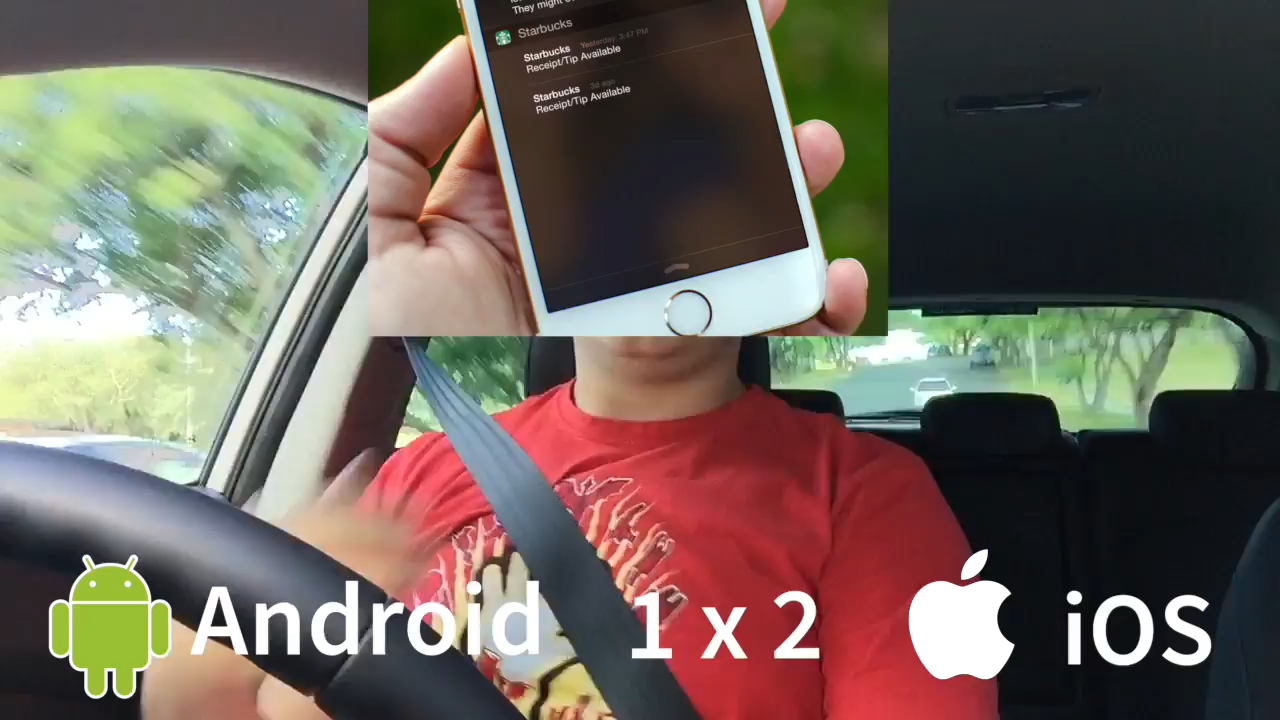 They might
Starbucks
Starbucks Yesterday, 3:47 PM
Receipt/Tip Available
Starbucks 3d ago
Receipt/Tip Available
Android 1 x 2 iOS